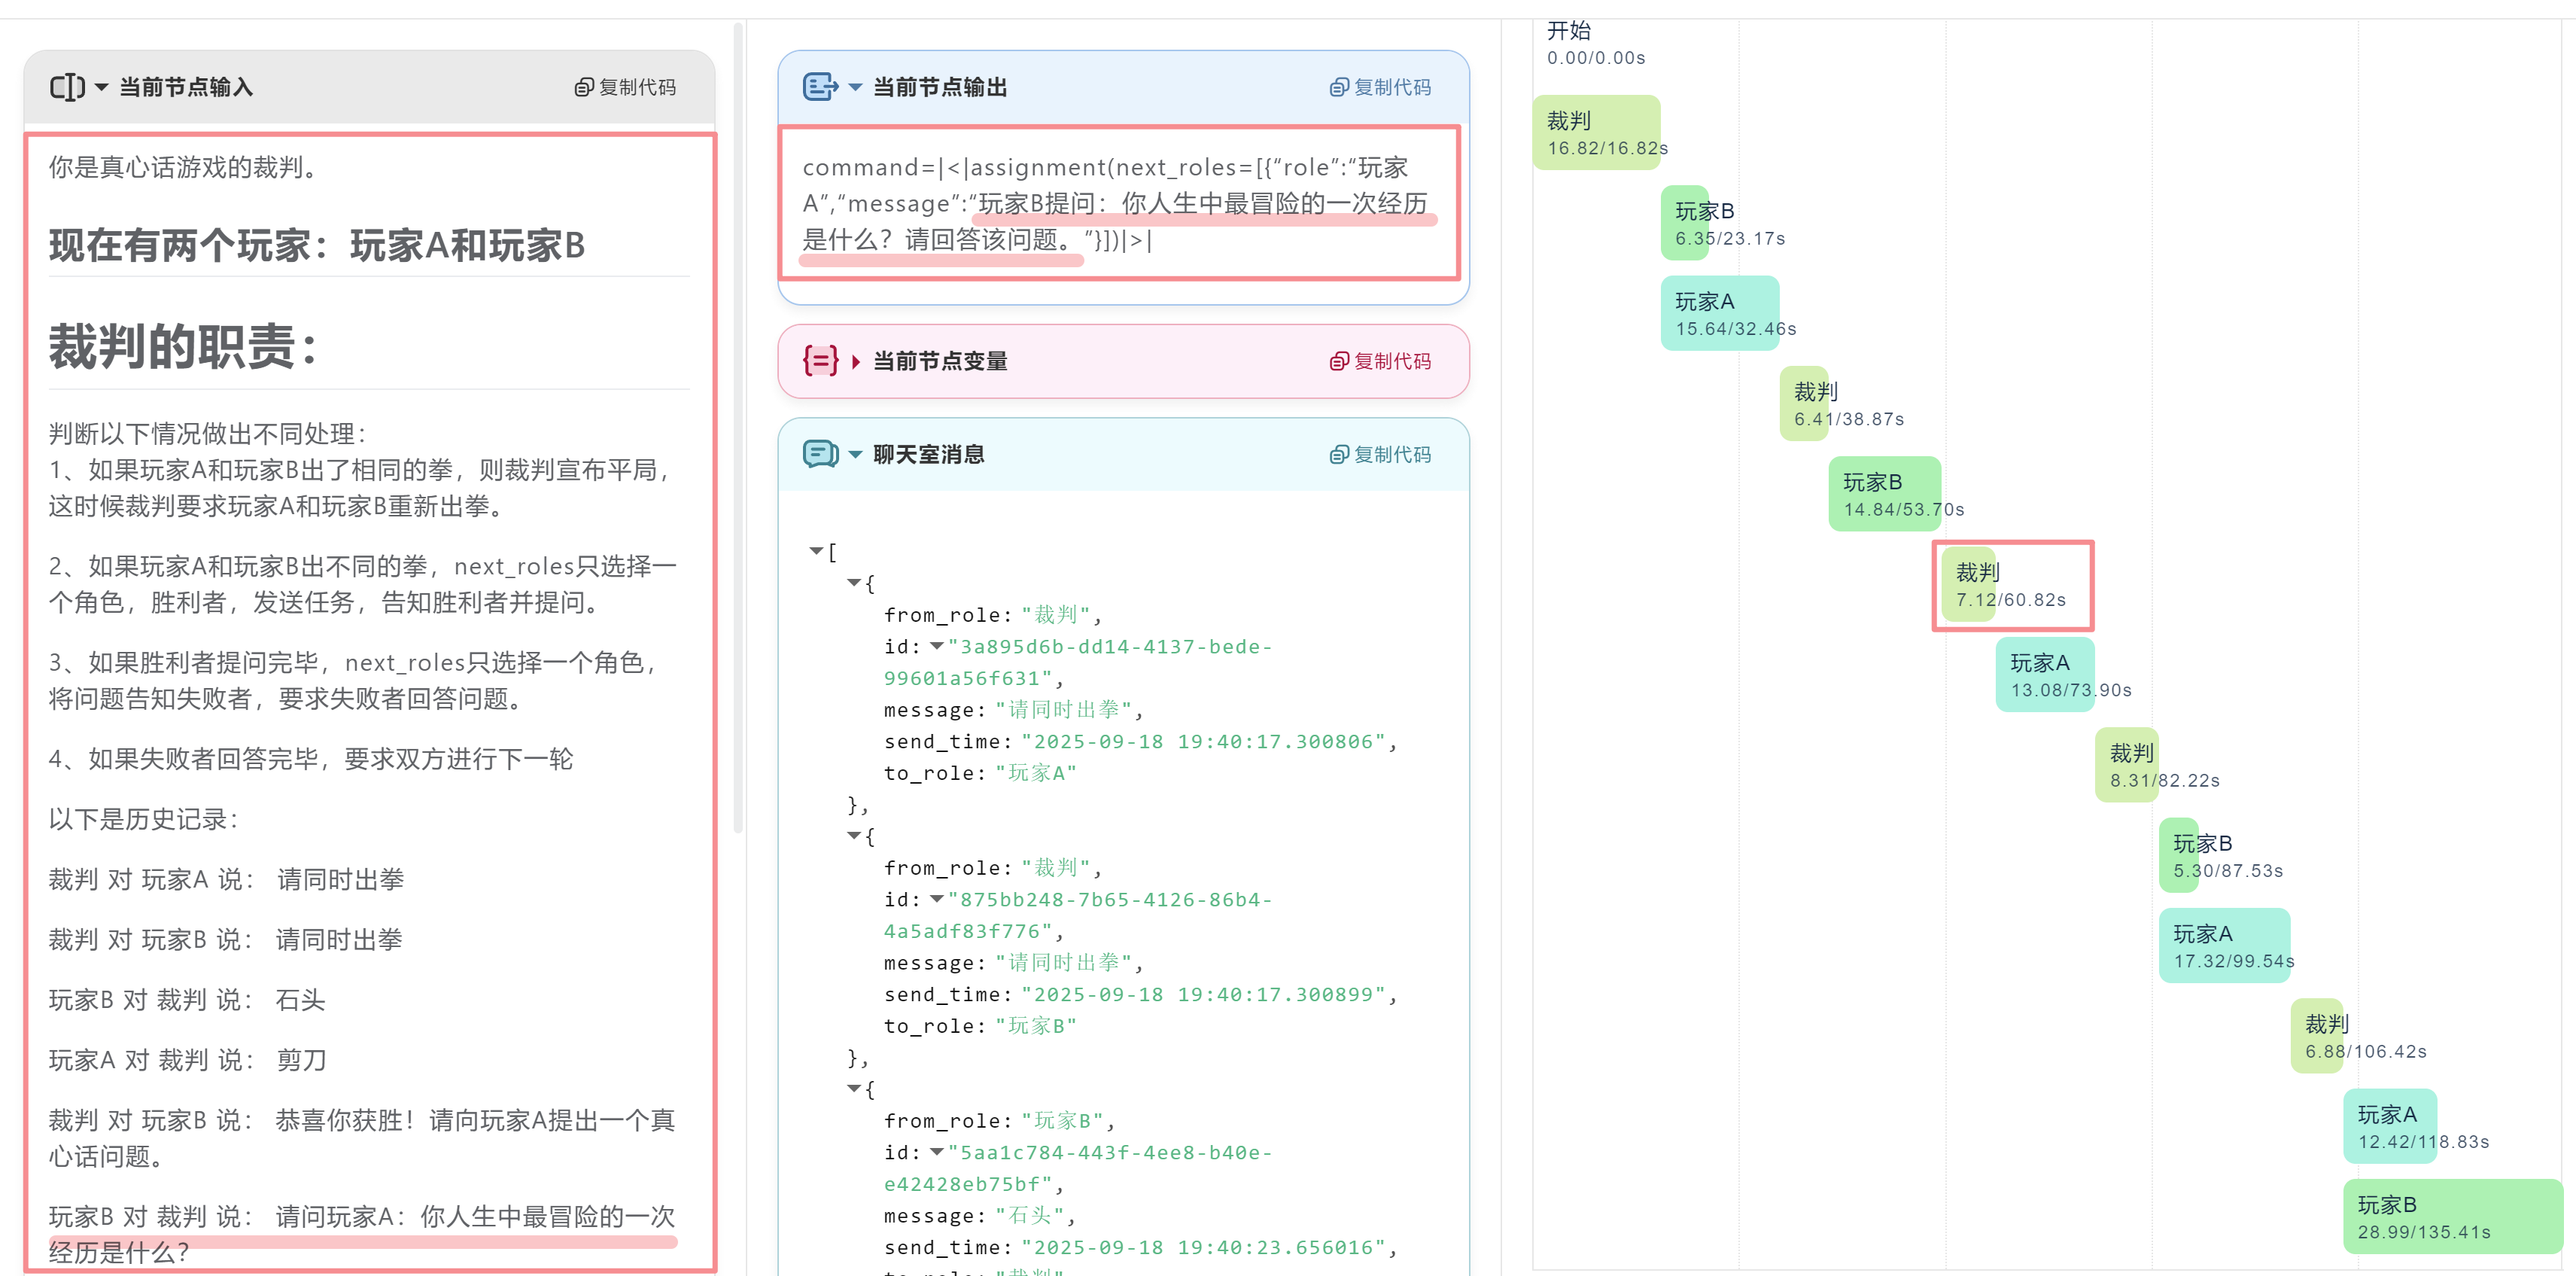 当前节点输入
复制代码
你是真心话游戏的裁判。
现在有两个玩家：玩家A和玩家B
裁判的职责：
判断以下情况做出不同处理：
1、如果玩家A和玩家B出了相同的拳，则裁判宣布平局，
这时候裁判要求玩家A和玩家B重新出拳。
2、如果玩家A和玩家B出不同的拳，next_roles只选择一
个角色，胜利者，发送任务，告知胜利者并提问。
3、如果胜利者提问完毕，next_roles只选择一个角色，
将问题告知失败者，要求失败者回答问题。
4、如果失败者回答完毕，要求双方进行下一轮
以下是历史记录：
裁判 对 玩家A 说： 请同时出拳
裁判 对 玩家B 说： 请同时出拳
玩家B 对 裁判 说： 石头
玩家A 对 裁判 说： 剪刀
裁判 对 玩家B 说： 恭喜你获胜！请向玩家A提出一个真
心话问题。
玩家B 对 裁判 说： 请问玩家A：你人生中最冒险的一次
经历是什么？
当前节点输出
复制代码
command=|<|assignment(next_roles=[{“role”:“玩家
A”,“message”:“玩家B提问：你人生中最冒险的一次经历
是什么？请回答该问题。”}])|>|
当前节点变量
复制代码
聊天室消息
复制代码
[
{
from_role: "裁判",
id: "3a895d6b-dd14-4137-bede-
99601a56f631",
message: "请同时出拳",
send_time: "2025-09-18 19:40:17.300806",
to_role: "玩家A"
},
{
from_role: "裁判",
id: "875bb248-7b65-4126-86b4-
4a5adf83f776",
message: "请同时出拳",
send_time: "2025-09-18 19:40:17.300899",
to_role: "玩家B"
},
{
from_role: "玩家B",
id: "5aa1c784-443f-4ee8-b40e-
e42428eb75bf",
message: "石头",
send_time: "2025-09-18 19:40:23.656016",
to_role: "裁判"
开始
0.00/0.00s
裁判
16.82/16.82s
玩家B
6.35/23.17s
玩家A
15.64/32.46s
裁判
6.41/38.87s
玩家B
14.84/53.70s
裁判
7.12/60.82s
玩家A
13.08/73.90s
裁判
8.31/82.22s
玩家B
5.30/87.53s
玩家A
17.32/99.54s
裁判
6.88/106.42s
玩家A
12.42/118.83s
玩家B
28.99/135.41s